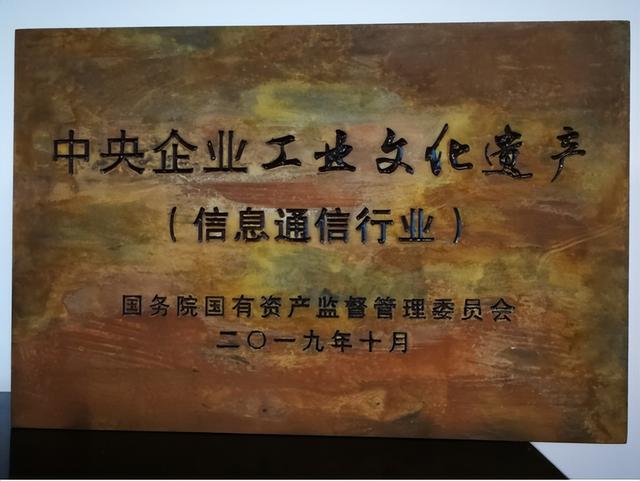 中央企业工业文化遗产
（信息通信行业）
国务院国有资产监督管理委员会
二〇一九年十月